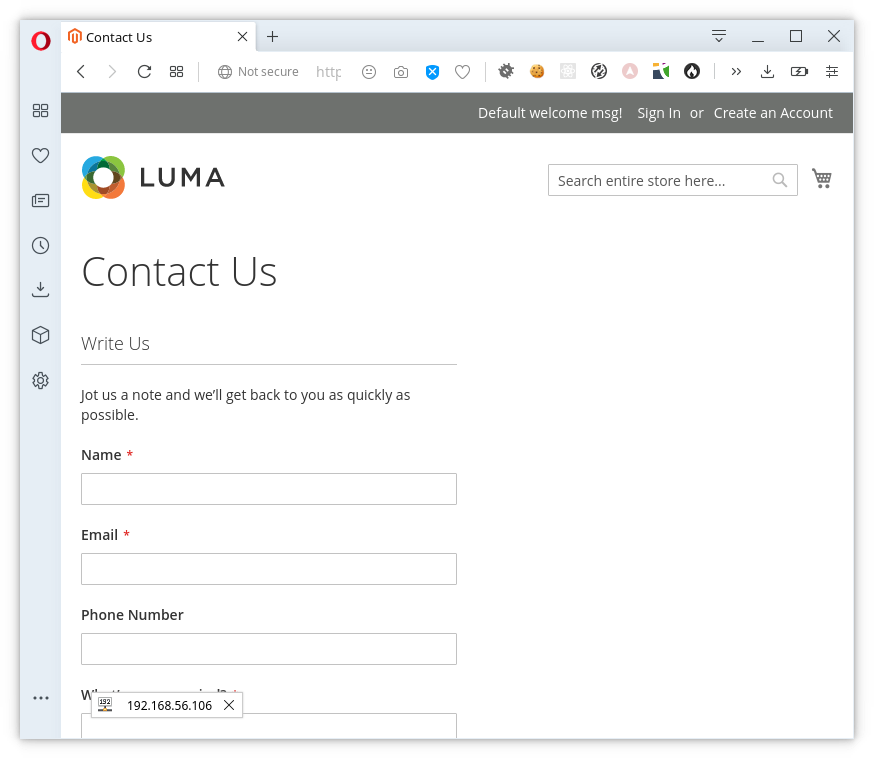 Contact Us
Not secure
http
Default welcome msg! Sign In or Create an Account
LUMA
Search entire store here...
Contact Us
Write Us
Jot us a note and we’ll get back to you as quickly as
possible.
Name *
Email *
Phone Number
192.168.56.106